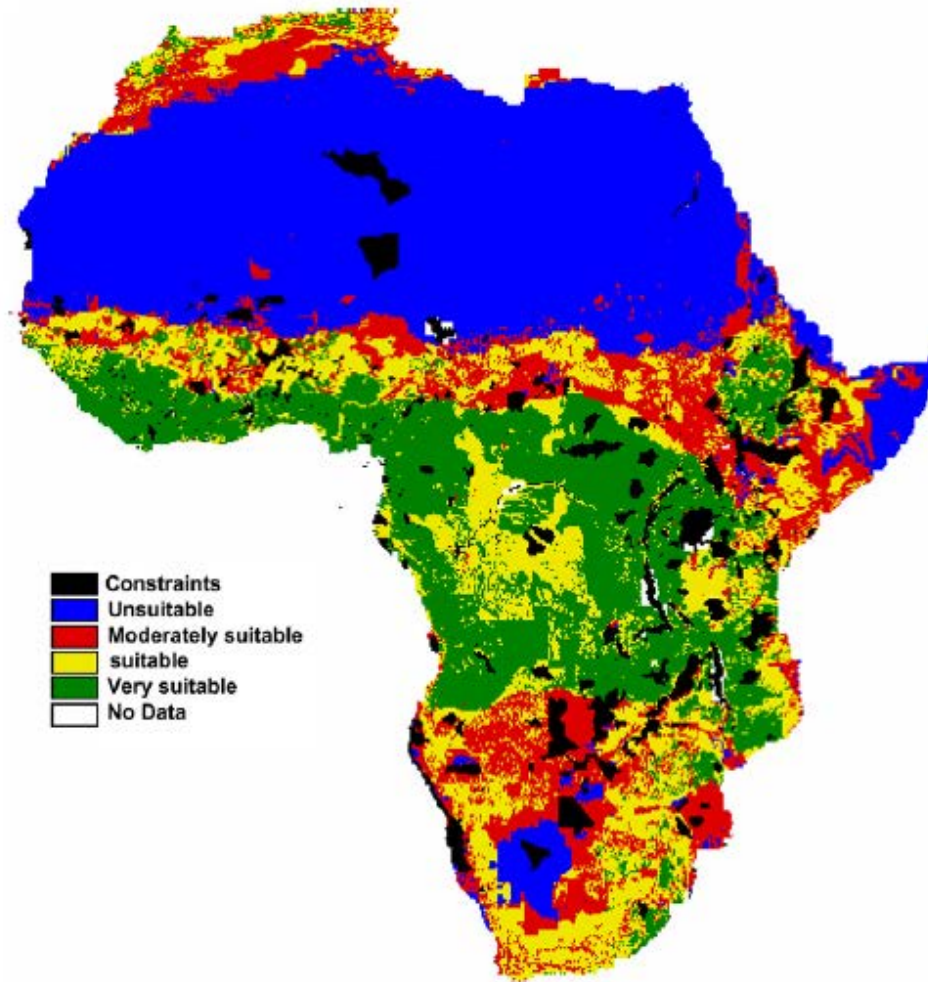 Constraints
Unsuitable
Moderately suitable
suitable
Very suitable
No Data